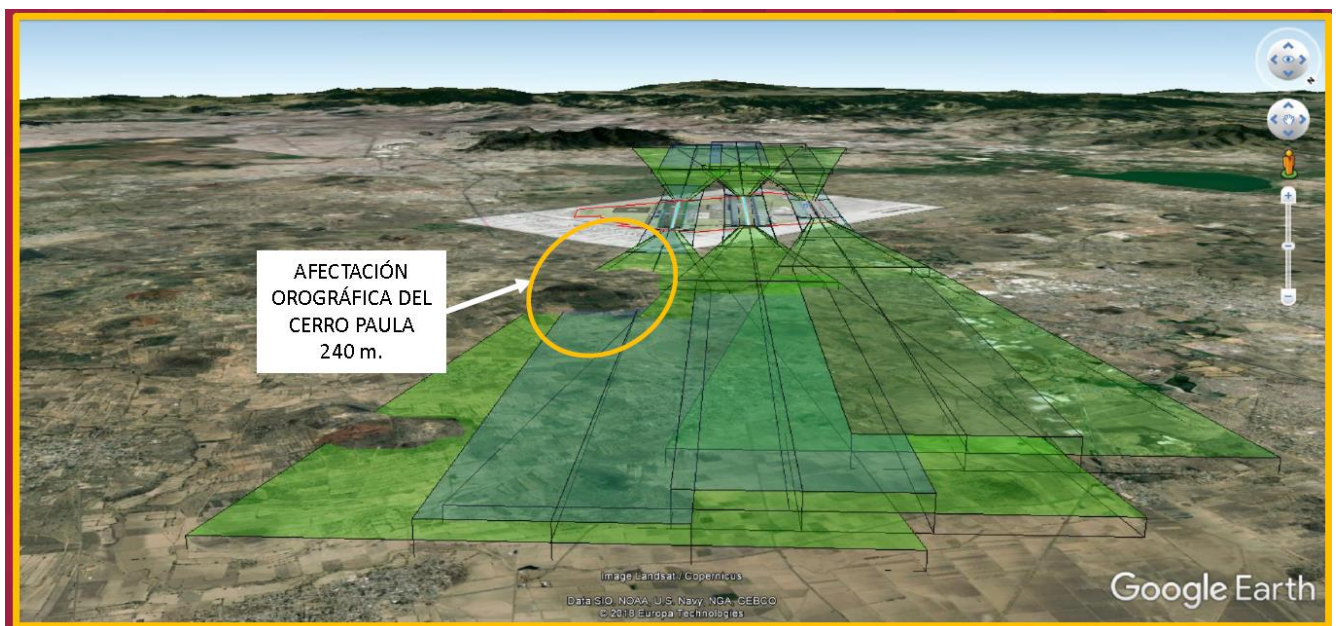 AFECTACIÓN
OROGRÁFICA DEL
CERRO PAULA
240 m.
Image Landsat / Copernicus
Data SIO, NOAA, U.S. Navy, NGA, GEBCO
© 2018 Europa Technologies
Google Earth